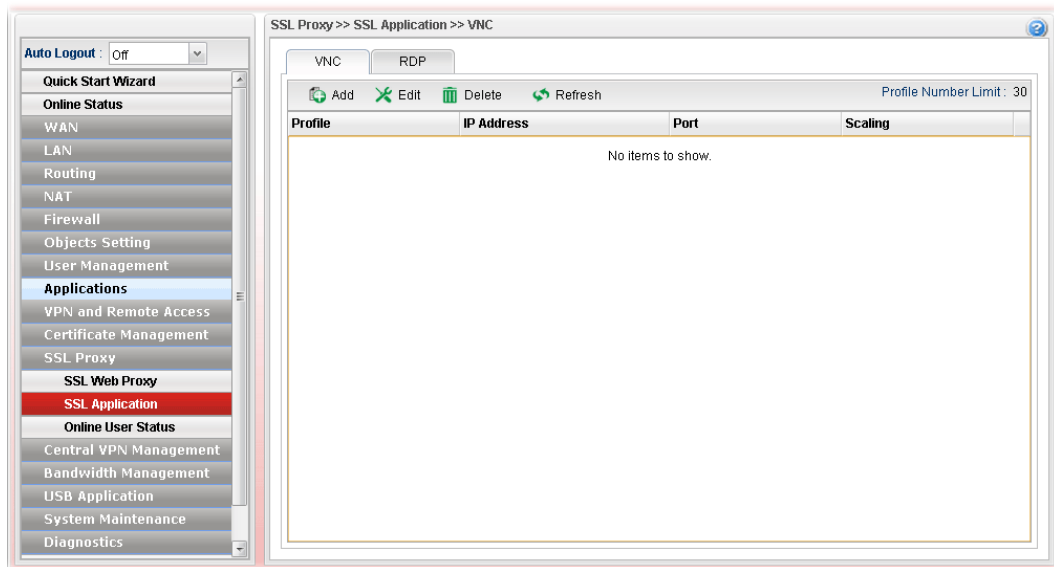 SSL Proxy >> SSL Application >> VNC
Auto Logout : Off
Quick Start Wizard
Online Status
WAN
LAN
Routing
NAT
Firewall
Objects Setting
User Management
Applications
VPN and Remote Access
Certificate Management
SSL Proxy
SSL Web Proxy
SSL Application
Online User Status
Central VPN Management
Bandwidth Management
USB Application
System Maintenance
Diagnostics
VNC RDP
Add Edit Delete Refresh Profile Number Limit : 30
Profile IP Address Port Scaling
No items to show.